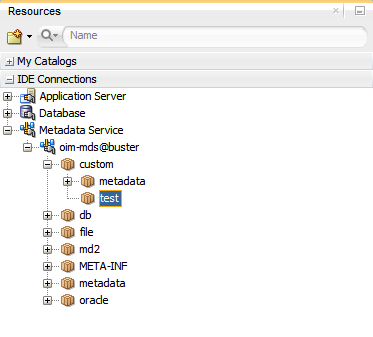 Resources
Name
My Catalogs
IDE Connections
Application Server
Database
Metadata Service
oim-mds@buster
custom
metadata
test
db
file
md2
META-INF
metadata
oracle